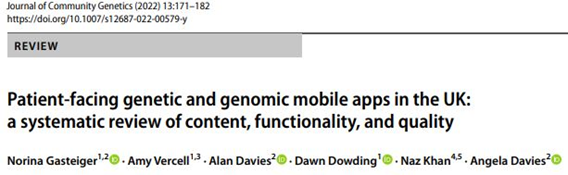 Journal of Community Genetics (2022) 13:171–182
https://doi.org/10.1007/s12687-022-00579-y
REVIEW
Patient-facing genetic and genomic mobile apps in the UK:
a systematic review of content, functionality, and quality
Norina Gasteiger1,2 · Amy Vercell1,3 · Alan Davies2 · Dawn Dowding1 · Naz Khan4,5 · Angela Davies2